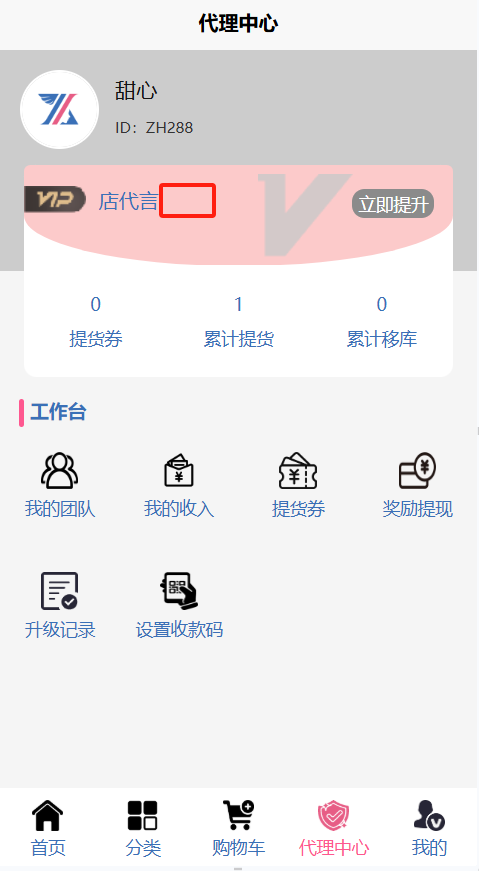 代理中心
甜心
ID：ZH288
VIP 店代言 立即提升
0 1 0
提货券 累计提货 累计移库
工作台
我的团队 我的收入 提货券 奖励提现
升级记录 设置收款码
首页 分类 购物车 代理中心 我的